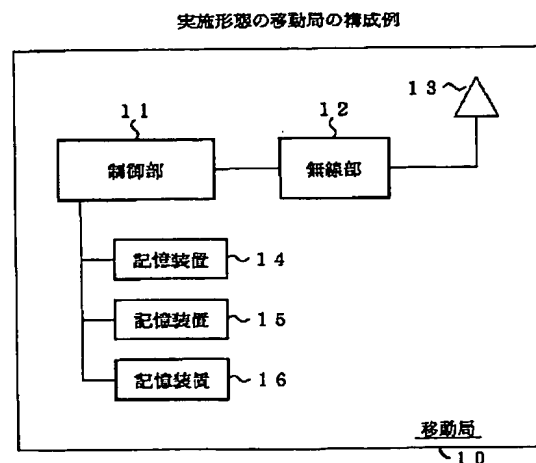 実施形態の移動局の構成例
11
12
13
制御部
無線部
記憶装置 14
記憶装置 15
記憶装置 16
移動局
10